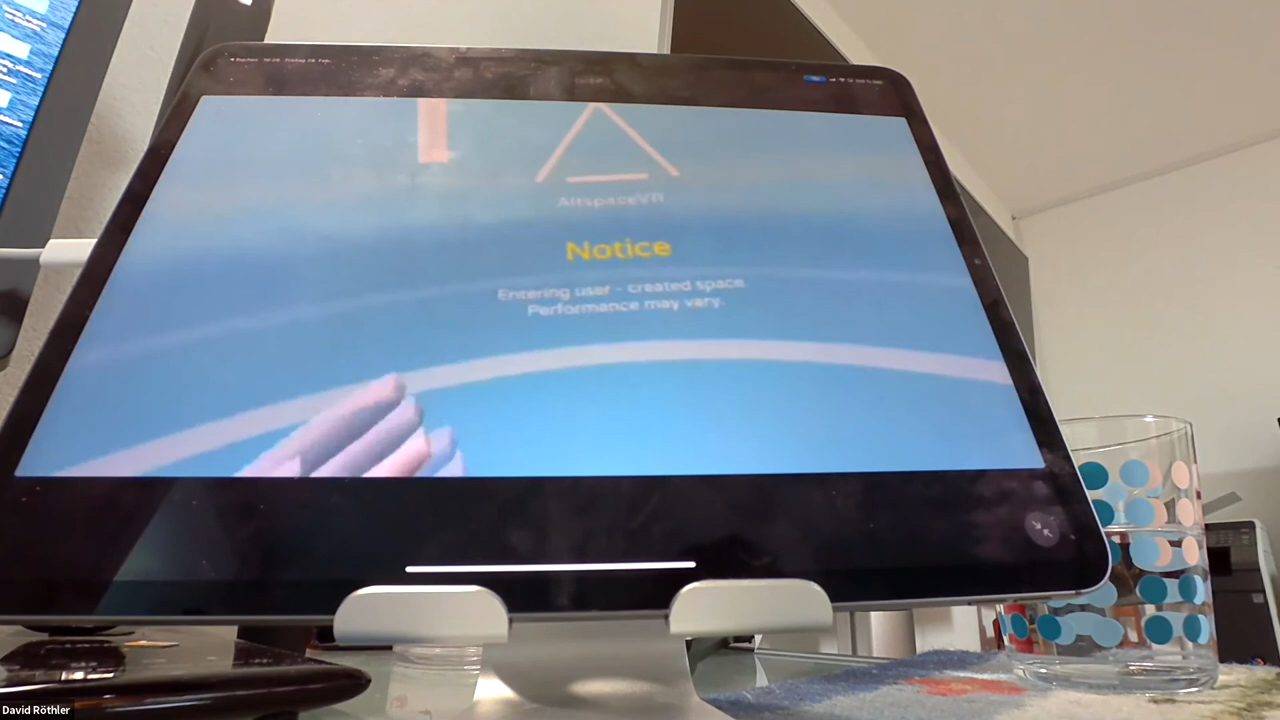 AltspaceVR
Notice
Entering user - created space
Performance may vary.
David Röthler